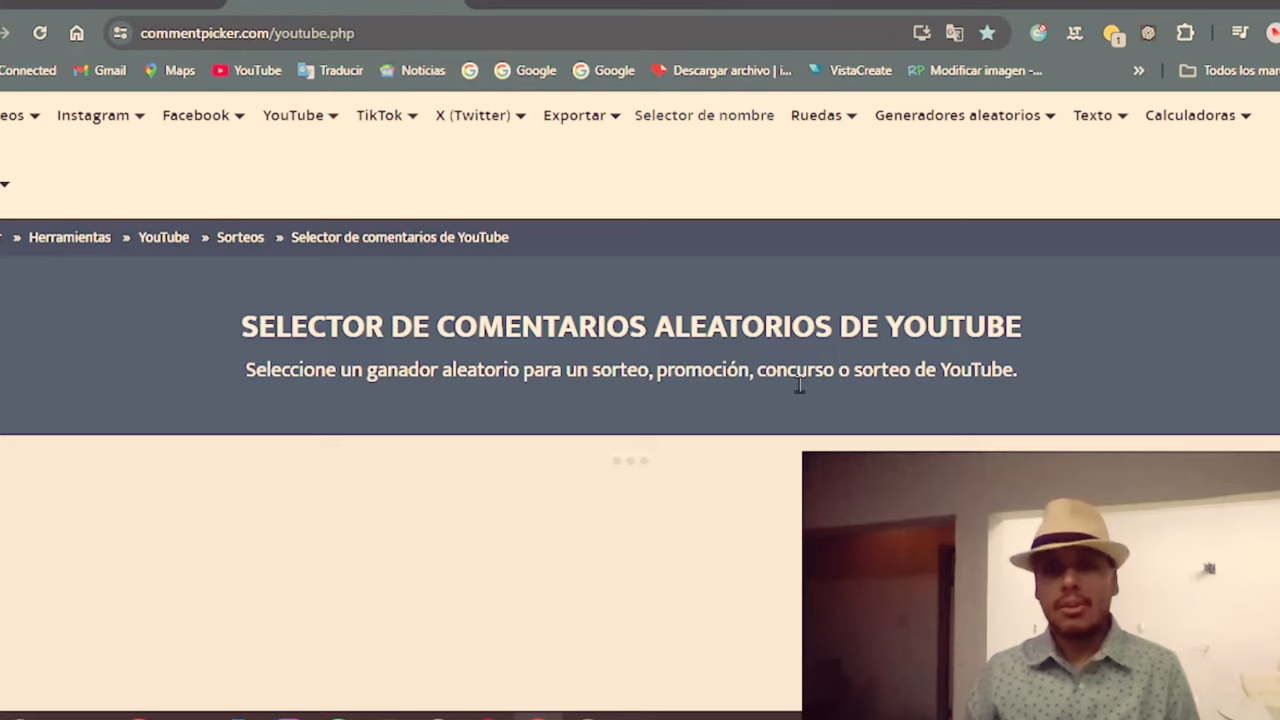 commentpicker.com/youtube.php
Connected Gmail Maps YouTube Traducir Noticias Google Google Descargar archivo | i... VistaCreate Modificar imagen -... » Todos los mar
eos Instagram Facebook YouTube TikTok X (Twitter) Exportar Selector de nombre Ruedas Generadores aleatorios Texto Calculadoras
» Herramientas » YouTube » Sorteos » Selector de comentarios de YouTube
SELECTOR DE COMENTARIOS ALEATORIOS DE YOUTUBE
Seleccione un ganador aleatorio para un sorteo, promoción, concurso o sorteo de YouTube.